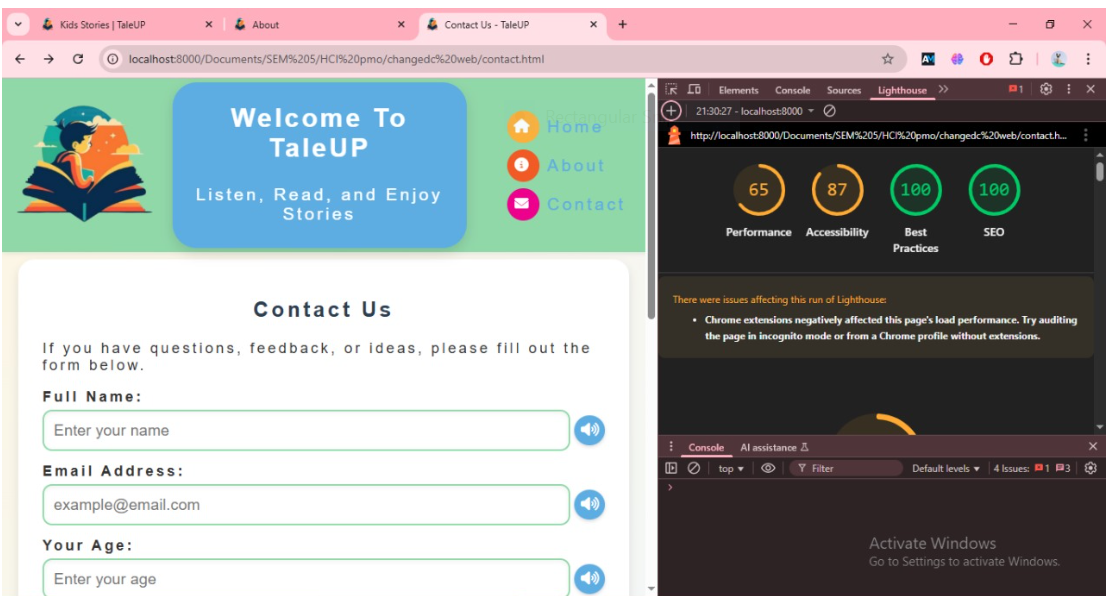 Kids Stories | TaleUP
About
Contact Us - TaleUP
localhost:8000/Documents/SEM%205/HCI%20pmo/changedc%20web/contact.html
Welcome To
TaleUP
Listen, Read, and Enjoy
Stories
Rectangular S
Home
About
Contact
Contact Us
If you have questions, feedback, or ideas, please fill out the
form below.
Full Name:
Enter your name
Email Address:
example@email.com
Your Age:
Enter your age
Elements Console Sources Lighthouse 1
21:30:27 - localhost:8000
http://localhost:8000/Documents/SEM%205/HCI%20pmo/changedc%20web/contact.h...
65 87 100 100
Performance Accessibility Best
Practices SEO
There were issues affecting this run of Lighthouse:
• Chrome extensions negatively affected this page's load performance. Try auditing
the page in incognito mode or from a Chrome profile without extensions.
Console AI assistance
top Filter Default levels 4 Issues: 1 3
Activate Windows
Go to Settings to activate Windows.